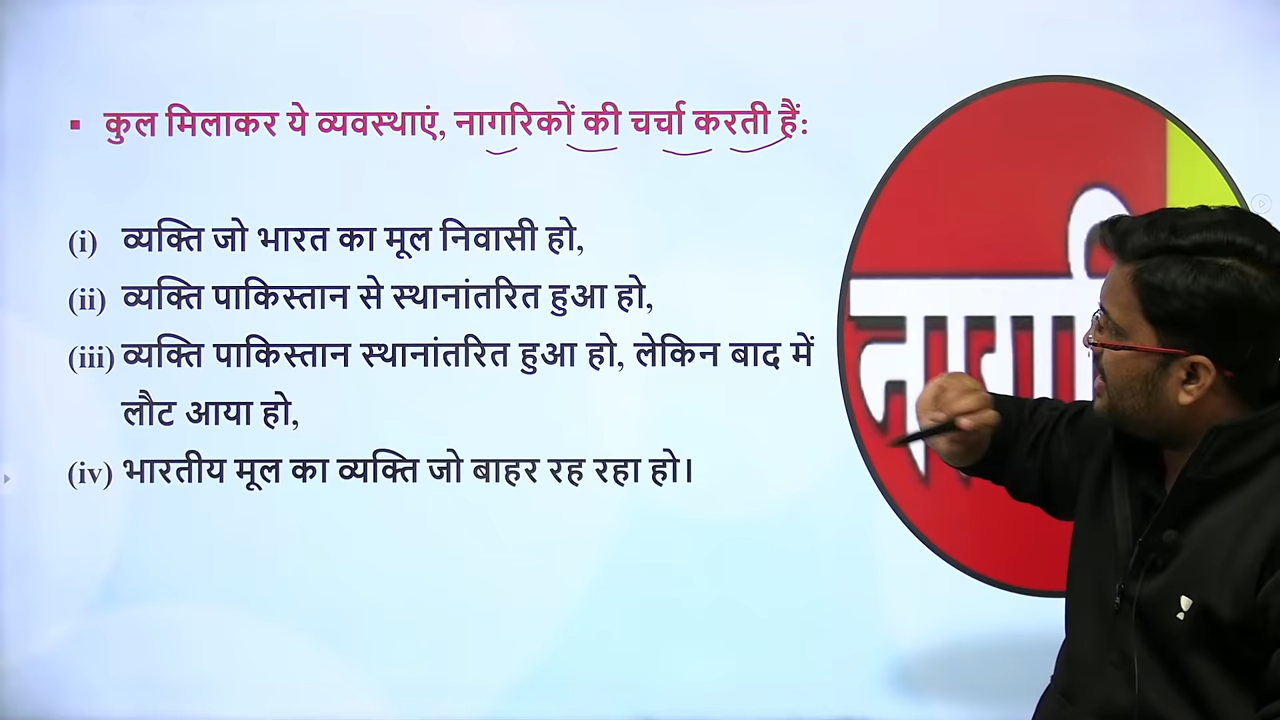 ▪ कुल मिलाकर ये व्यवस्थाएं, नागरिकों की चर्चा करती हैं:
(i) व्यक्ति जो भारत का मूल निवासी हो,
(ii) व्यक्ति पाकिस्तान से स्थानांतरित हुआ हो,
(iii) व्यक्ति पाकिस्तान स्थानांतरित हुआ हो, लेकिन बाद में
लौट आया हो,
(iv) भारतीय मूल का व्यक्ति जो बाहर रह रहा हो।